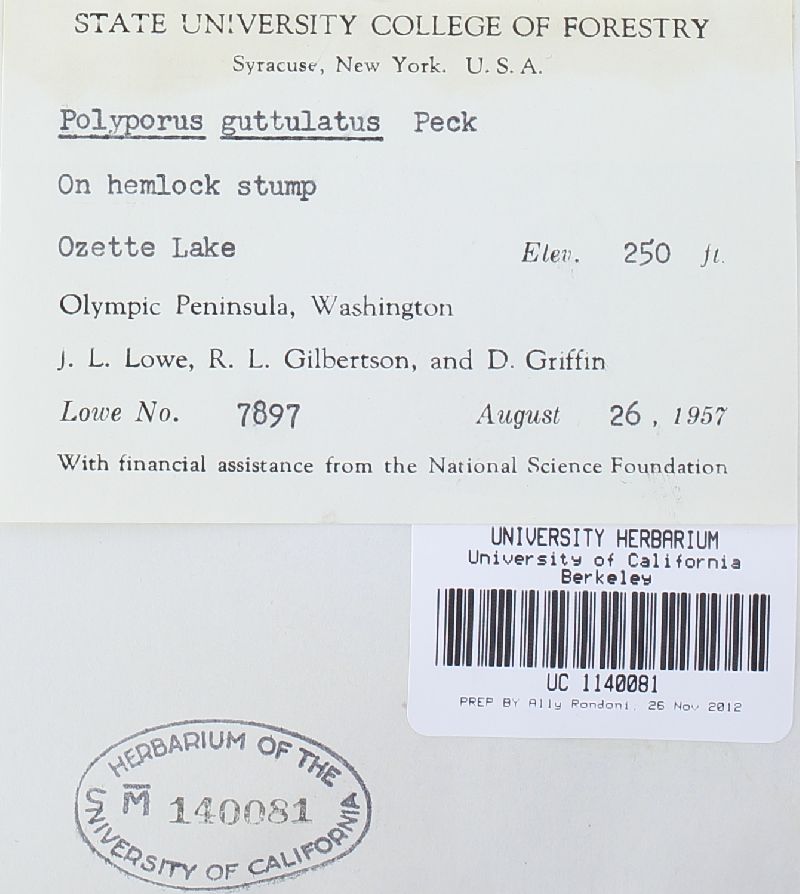 STATE UNIVERSITY COLLEGE OF FORESTRY
Syracuse, New York. U. S. A.
Polyporus guttulatus Peck
On hemlock stump
Ozette Lake Elev. 250 ft.
Olympic Peninsula, Washington
J. L. Lowe, R. L. Gilbertson, and D. Griffin
Lowe No. 7897 August 26, 1957
With financial assistance from the National Science Foundation
UNIVERSITY HERBARIUM
University of California
Berkeley
UC 1140081
PREP BY Ally Rondoni, 26 Nov 2012
HERBARIUM OF THE
M̅ 140081
UNIVERSITY OF CALIFORNIA